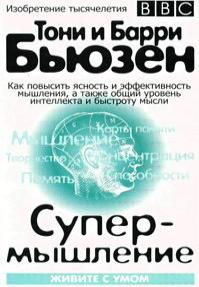 Изобретение тысячелетия
BBC
Тони и Барри
Бьюзен
Как повысить ясность и эффективность
мышления, а также общий уровень
интеллекта и быстроту мысли
Карты памяти
Мышление
Творчество
Концентрация
Память
Способности
Супер-
мышление
ЖИВИТЕ С УМОМ